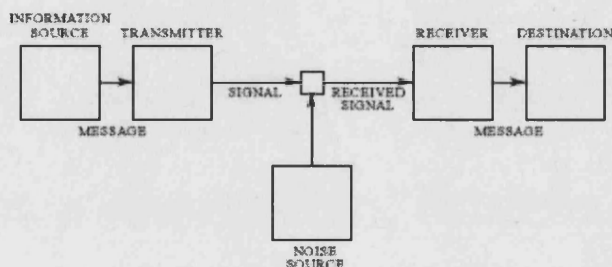 INFORMATION
SOURCE
TRANSMITTER
RECEIVER
DESTINATION
SIGNAL
RECEIVED
SIGNAL
MESSAGE
MESSAGE
NOISE
SOURCE